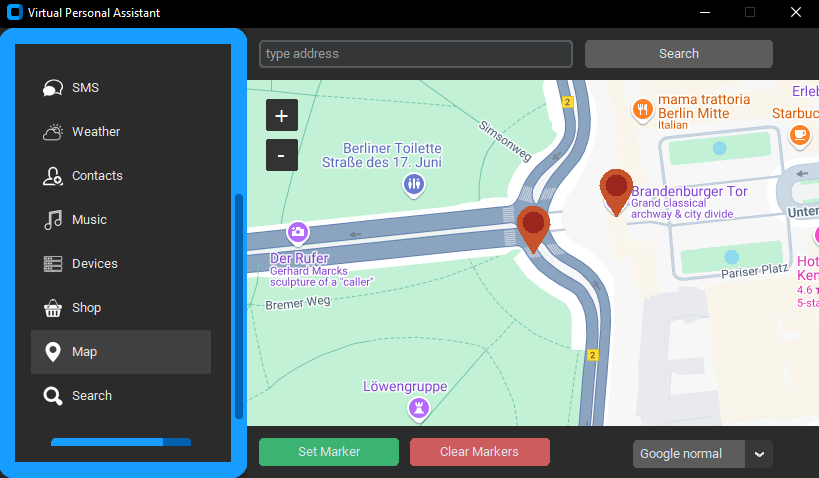 Virtual Personal Assistant
SMS
Weather
Contacts
Music
Devices
Shop
Map
Search
type address
Search
+
-
2
Simsonweg
Berliner Toilette
Straße des 17. Juni
mama trattoria
Berlin Mitte
Italian
Erleb
Starbuc
Brandenburger Tor
Grand classical
archway & city divide
Unter
Pariser Platz
Hot
Ken
4.6
5-sta
Der Rufer
Gerhard Marcks
sculpture of a "caller"
Bremer Weg
2
Löwengruppe
Set Marker
Clear Markers
Google normal